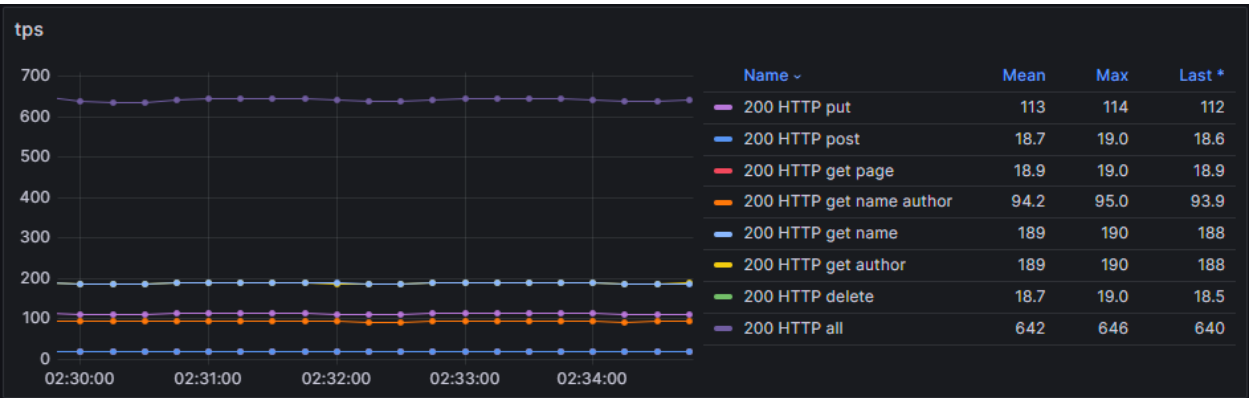 tps
700
600
500
400
300
200
100
0
02:30:00 02:31:00 02:32:00 02:33:00 02:34:00
Name Mean Max Last *
200 HTTP put 113 114 112
200 HTTP post 18.7 19.0 18.6
200 HTTP get page 18.9 19.0 18.9
200 HTTP get name author 94.2 95.0 93.9
200 HTTP get name 189 190 188
200 HTTP get author 189 190 188
200 HTTP delete 18.7 19.0 18.5
200 HTTP all 642 646 640